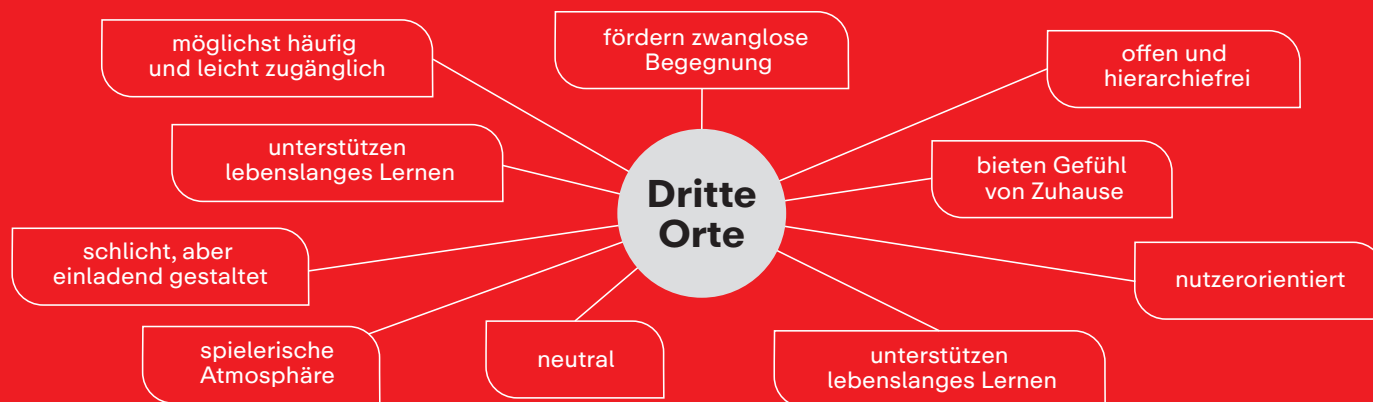 möglichst häufig
und leicht zugänglich
fördern zwanglose
Begegnung
offen und
hierarchiefrei
unterstützen
lebenslanges Lernen
bieten Gefühl
von Zuhause
Dritte
Orte
schlicht, aber
einladend gestaltet
nutzerorientiert
spielerische
Atmosphäre
neutral
unterstützen
lebenslanges Lernen